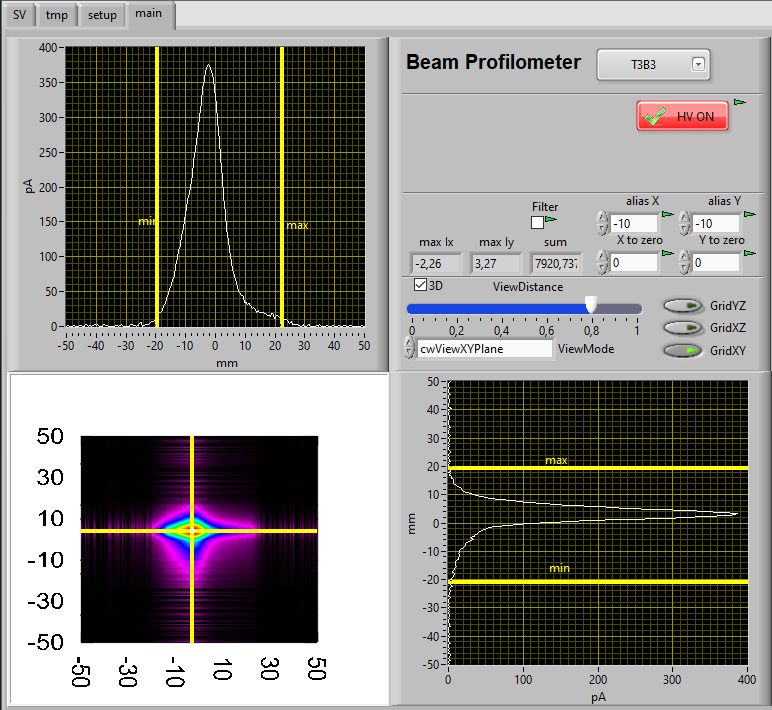 SV tmp setup main
400
350
300
250
200
150
100
50
0
pA
min
max
-50 -40 -30 -20 -10 0 10 20 30 40 50
mm
Beam Profilometer
T3B3
HV ON
Filter
alias X alias Y
-10 -10
max Ix max Iy sum
X to zero Y to zero
-2,26 3,27 7920,737
0 0
3D ViewDistance
0 0,2 0,4 0,6 0,8 1
cwViewXYPlane ViewMode
GridYZ
GridXZ
GridXY
50
30
10
-10
-30
-50
-50 -30 -10 10 30 50
50
40
30
20
10
0
-10
-20
-30
-40
-50
mm
max
min
0 100 200 300 400
pA